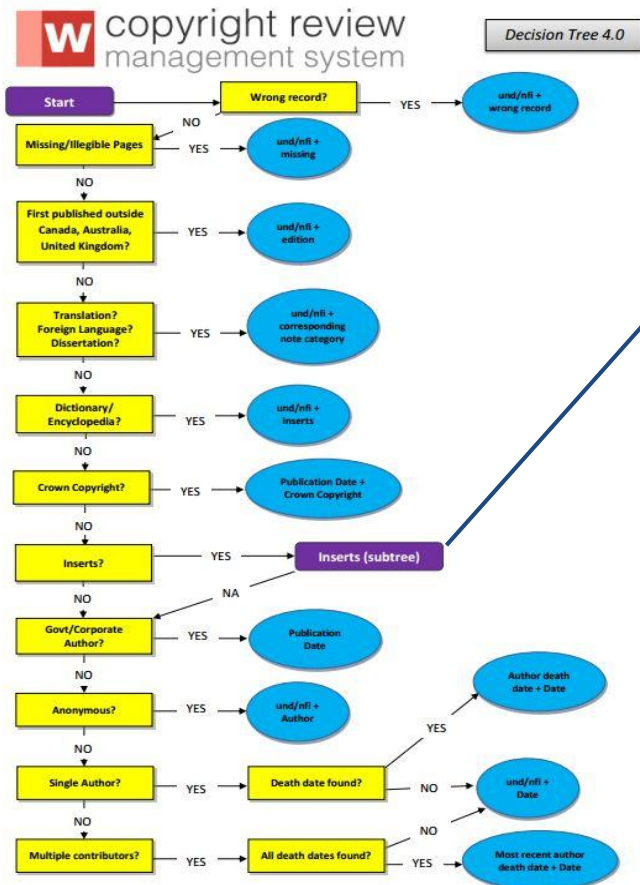 W copyright review
management system
Decision Tree 4.0
Start
Wrong record?
YES
und/nfi +
wrong record
NO
Missing/Illegible Pages
YES
und/nfi +
missing
NO
First published outside
Canada, Australia,
United Kingdom?
YES
und/nfi +
edition
NO
Translation?
Foreign Language?
Dissertation?
YES
und/nfi +
corresponding
note category
NO
Dictionary/
Encyclopedia?
YES
und/nfi +
inserts
NO
Crown Copyright?
YES
Publication Date +
Crown Copyright
NO
Inserts?
YES
Inserts (subtree)
NO
NA
Govt/Corporate
Author?
YES
Publication
Date
NO
Anonymous?
YES
und/nfi +
Author
Author death
date + Date
NO
YES
Single Author?
YES
Death date found?
NO
und/nfi +
Date
NO
NO
Multiple contributors?
YES
All death dates found?
YES
Most recent author
death date + Date